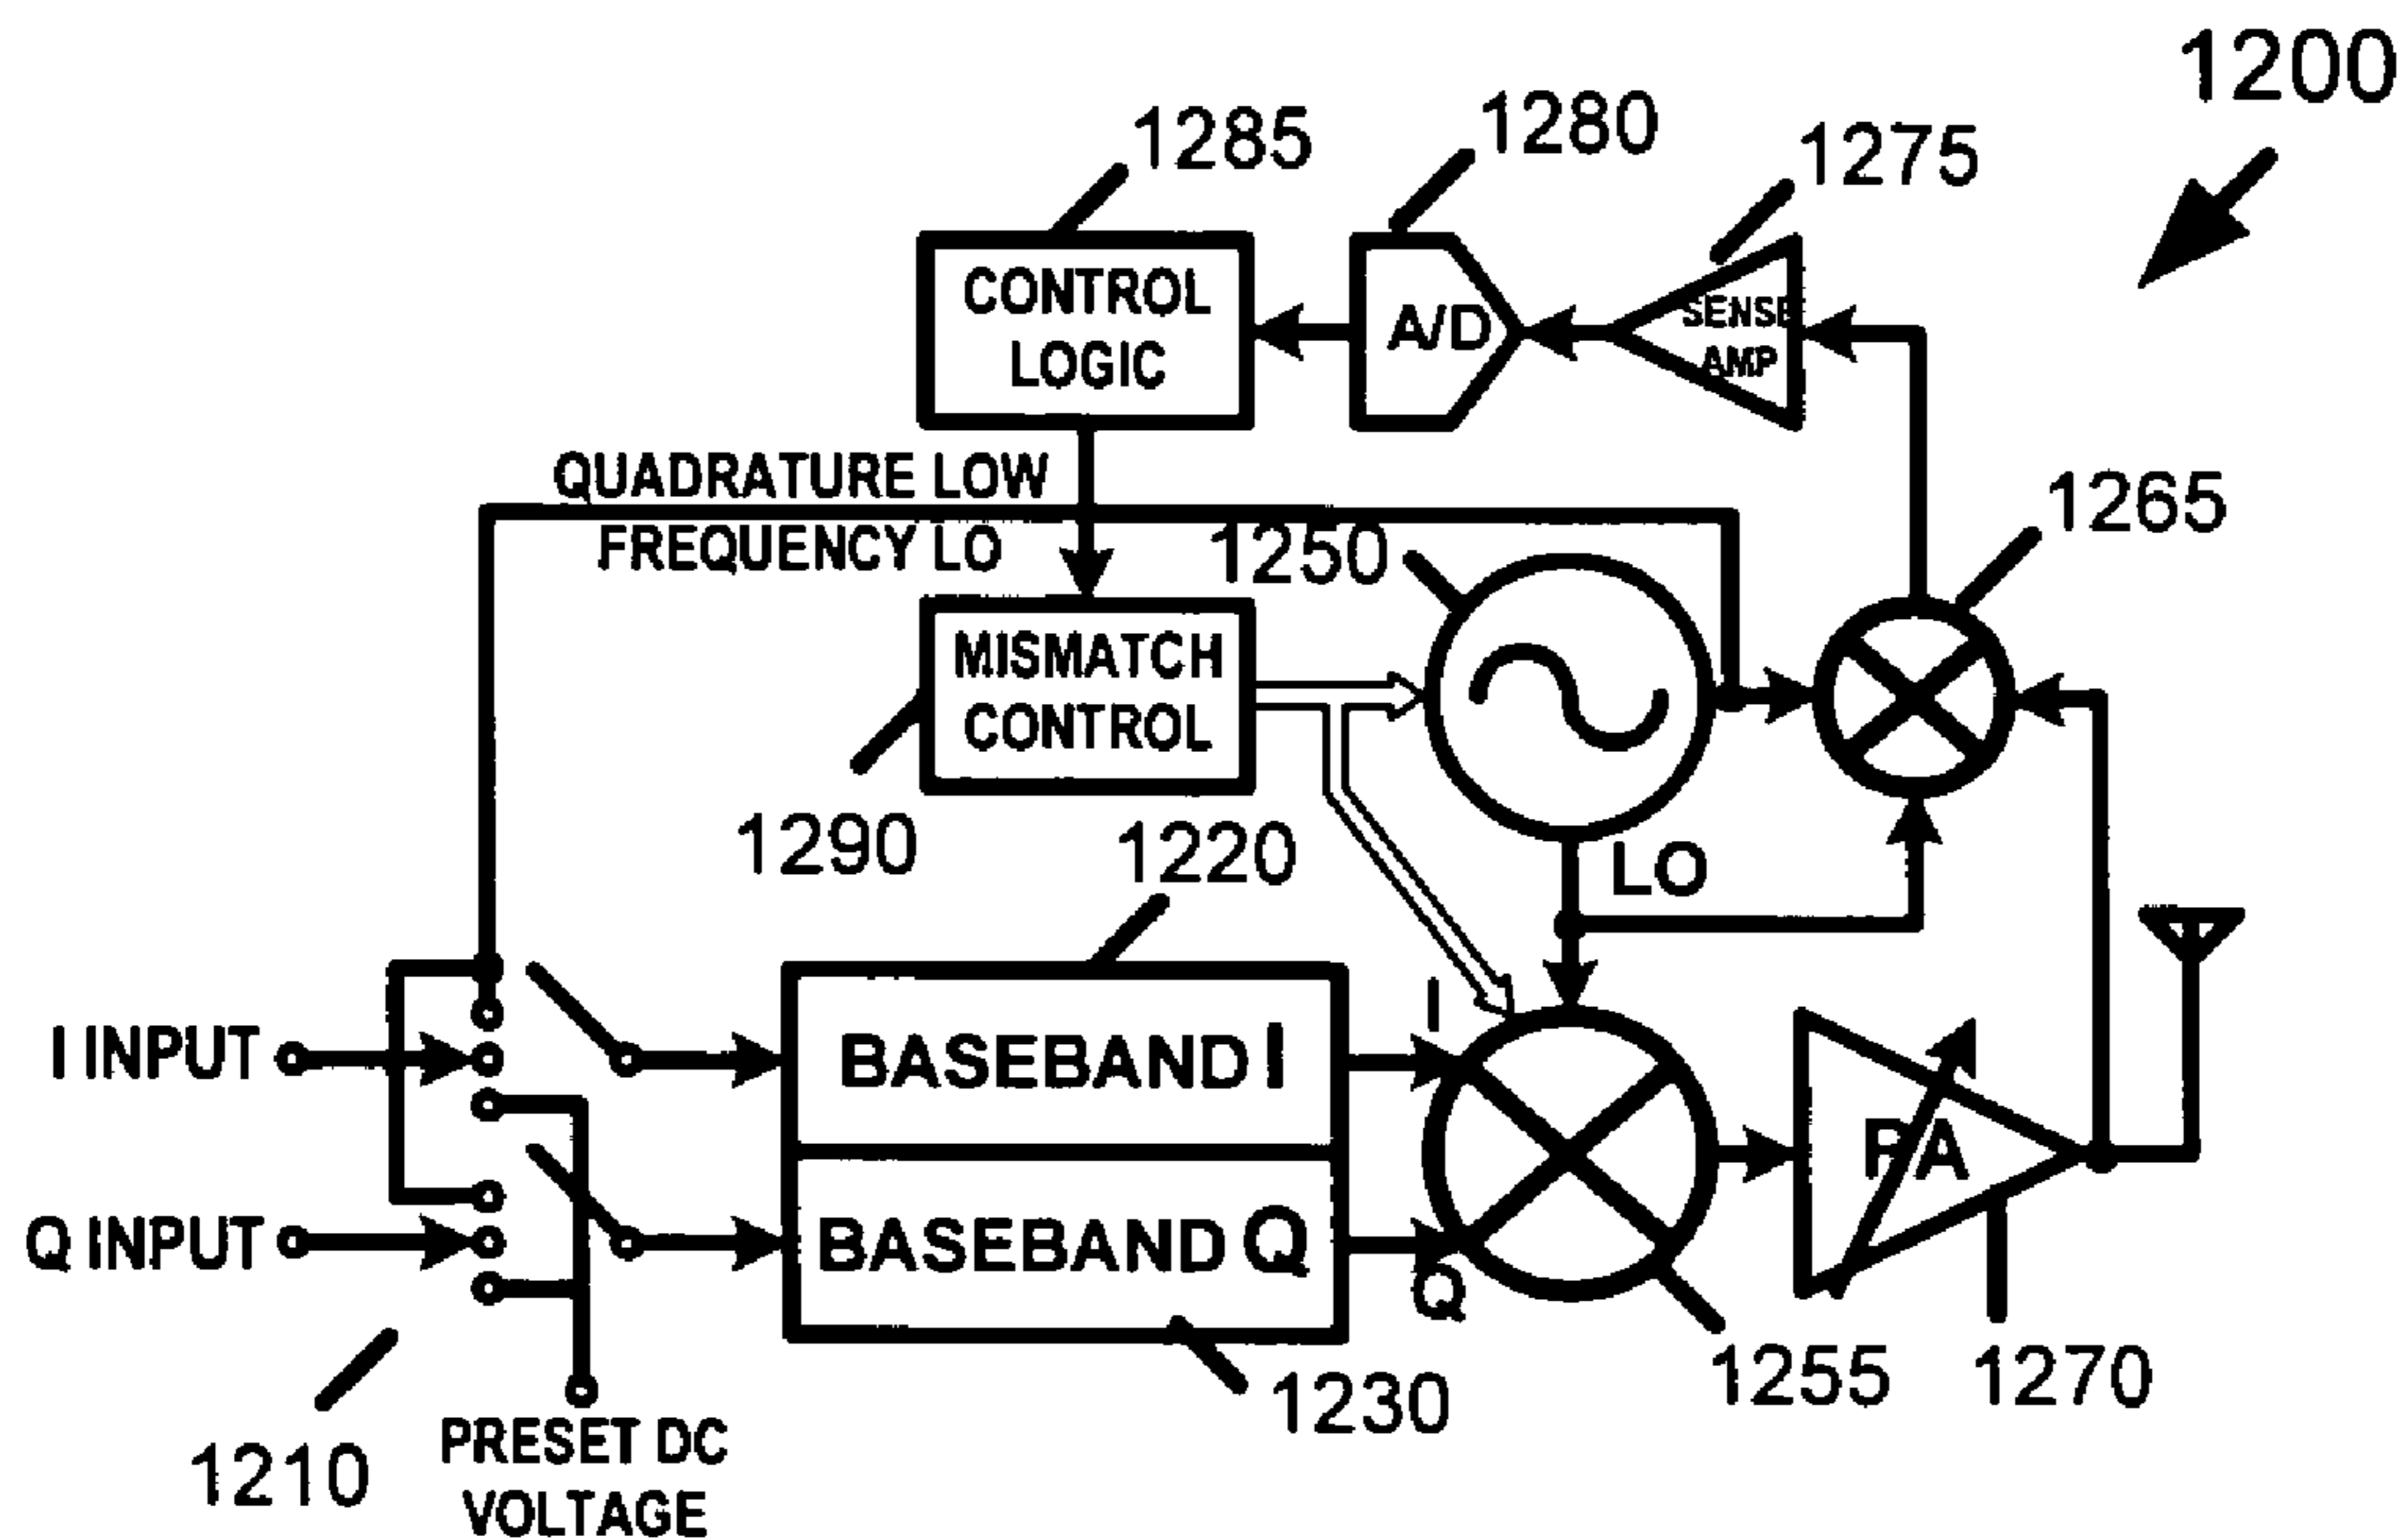 1200
1285
1280
1275
CONTROL
LOGIC
A/D
SENSE
AMP
QUADRATURE LOW
FREQUENCY LO
1250
1265
MISMATCH
CONTROL
1290
1220
LO
I
I INPUT
BASEBAND I
PA
Q INPUT
BASEBAND Q
Q
1210
PRESET DC
VOLTAGE
1230
1255
1270